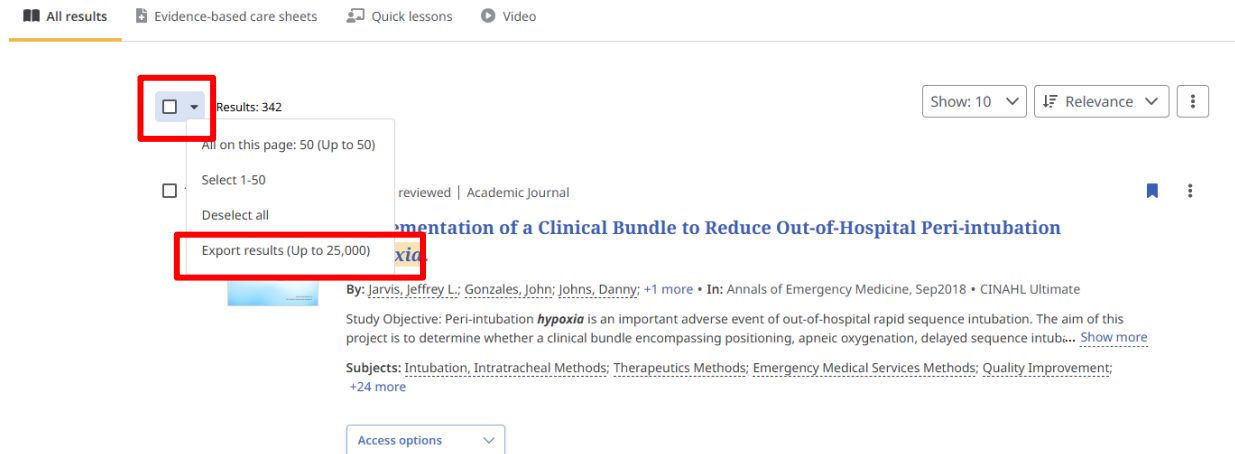 All results Evidence-based care sheets Quick lessons Video
Results: 342 Show: 10 Relevance
All on this page: 50 (Up to 50)
Select 1-50
reviewed | Academic Journal
Deselect all
ementation of a Clinical Bundle to Reduce Out-of-Hospital Peri-intubation
Export results (Up to 25,000)
xia.
By: Jarvis, Jeffrey L.; Gonzales, John; Johns, Danny; +1 more • In: Annals of Emergency Medicine, Sep2018 • CINAHL Ultimate
Study Objective: Peri-intubation hypoxia is an important adverse event of out-of-hospital rapid sequence intubation. The aim of this
project is to determine whether a clinical bundle encompassing positioning, apneic oxygenation, delayed sequence intub... Show more
Subjects: Intubation, Intratracheal Methods; Therapeutics Methods; Emergency Medical Services Methods; Quality Improvement;
+24 more
Access options